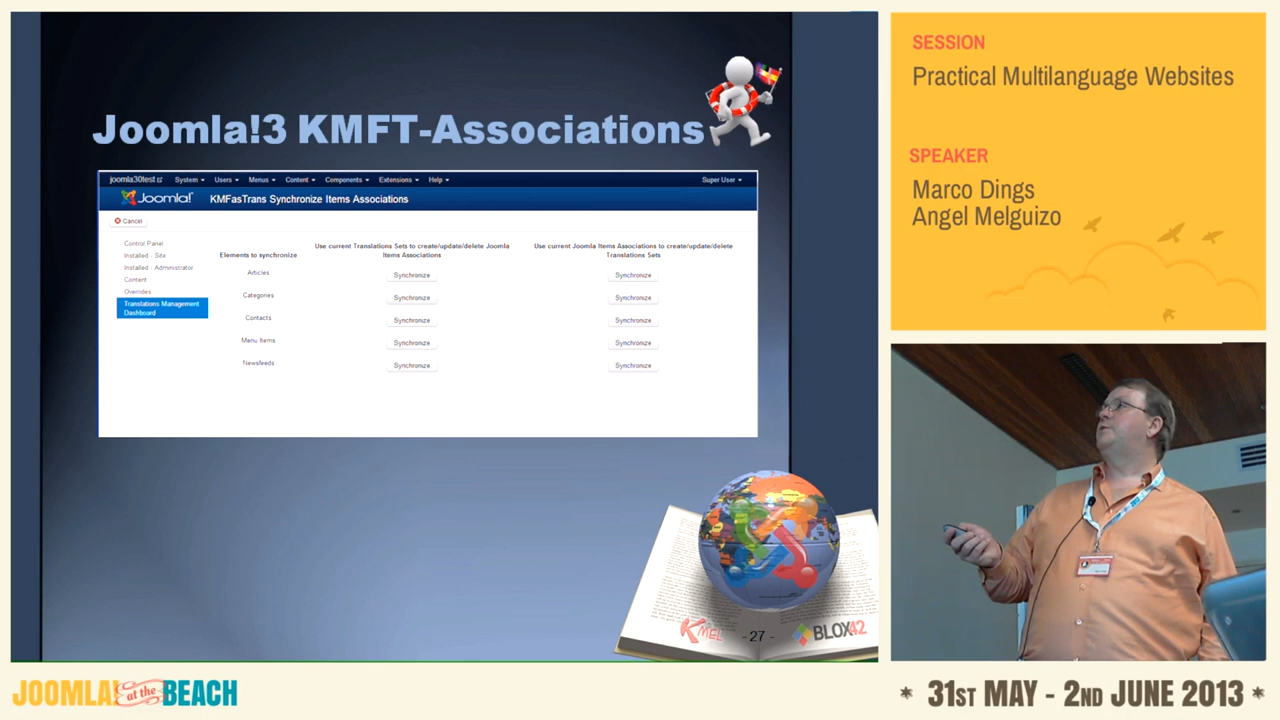 Joomla!3 KMFT-Associations
joomla30test System Users Menus Content Components Extensions Help Super User
Joomla! KMFasTrans Synchronize Items Associations
Cancel
Control Panel
Installed - Site
Installed - Administrator
Content
Overrides
Translations Management
Dashboard
Elements to synchronize
Use current Translations Sets to create/update/delete Joomla
Items Associations
Use current Joomla Items Associations to create/update/delete
Translations Sets
Articles Synchronize Synchronize
Categories Synchronize Synchronize
Contacts Synchronize Synchronize
Menu Items Synchronize Synchronize
Newsfeeds Synchronize Synchronize
KMEL - 27 - BLOX42
SESSION
Practical Multilanguage Websites
SPEAKER
Marco Dings
Angel Melguizo
JOOMLA! at the BEACH
* 31ST MAY - 2ND JUNE 2013 *